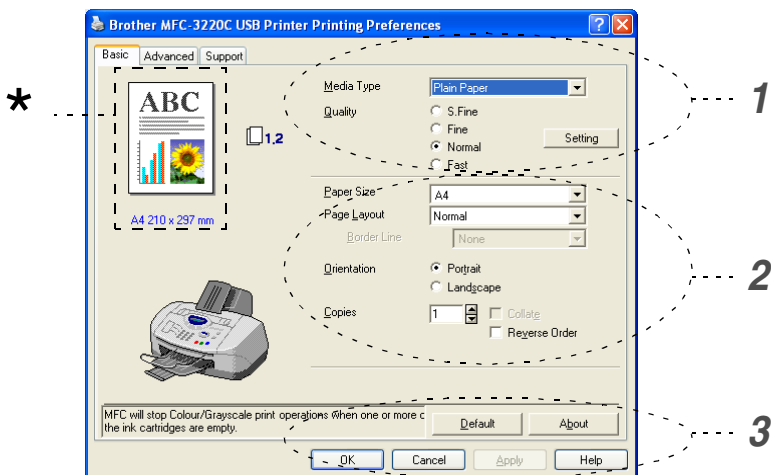 Brother MFC-3220C USB Printer Printing Preferences
Basic Advanced Support
*
ABC
A4 210 x 297 mm
1.2
Media Type Plain Paper
Quality S.Fine
Fine
Normal Setting
Fast
1
Paper Size A4
Page Layout Normal
Border Line None
Orientation Portrait
Landscape
Copies 1 Collate
Reverse Order
2
MFC will stop Colour/Grayscale print operations when one or more c
the ink cartridges are empty.
Default About
3
OK Cancel Apply Help